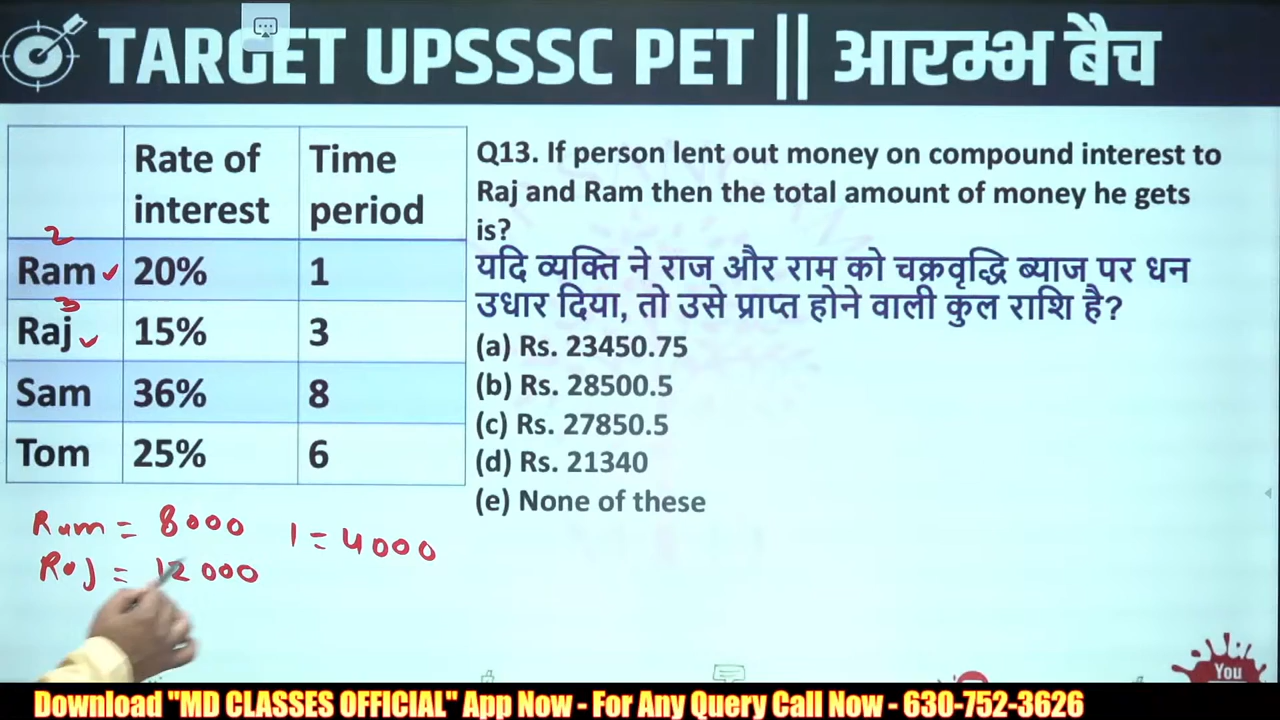 TARGET UPSSSC PET || आरम्भ बैच
Rate of interest Time period
2
Ram ✓ 20% 1
3
Raj ✓ 15% 3
Sam 36% 8
Tom 25% 6
Q13. If person lent out money on compound interest to
Raj and Ram then the total amount of money he gets
is?
यदि व्यक्ति ने राज और राम को चक्रवृद्धि ब्याज पर धन
उधार दिया, तो उसे प्राप्त होने वाली कुल राशि है?
(a) Rs. 23450.75
(b) Rs. 28500.5
(c) Rs. 27850.5
(d) Rs. 21340
(e) None of these
Ram = 8000 1 = 4000
Raj = 12000
You
Download "MD CLASSES OFFICIAL" App Now - For Any Query Call Now - 630-752-3626